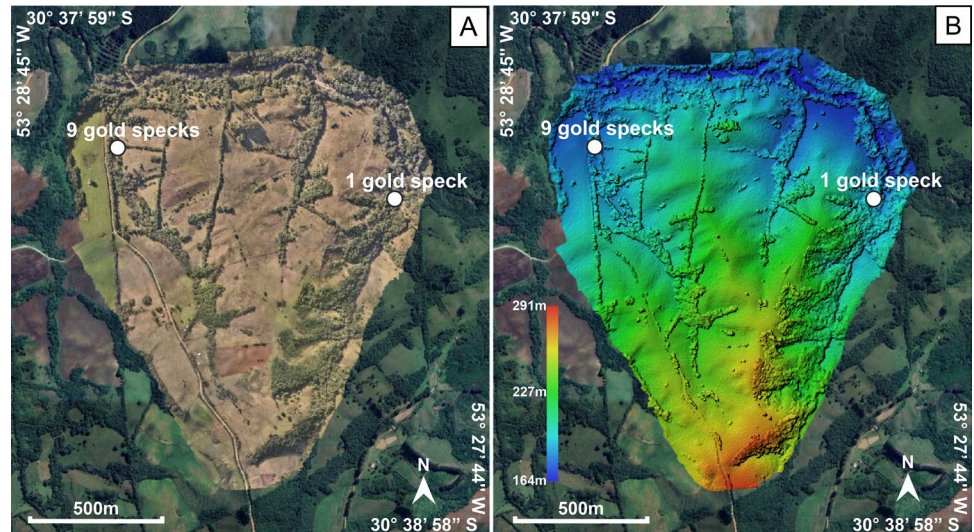 A
30° 37' 59" S
53° 28' 45" W
9 gold specks
1 gold speck
500m
N
53° 27' 44" W
30° 38' 58" S
B
30° 37' 59" S
53° 28' 45" W
9 gold specks
1 gold speck
291m
227m
164m
500m
N
53° 27' 44" W
30° 38' 58" S